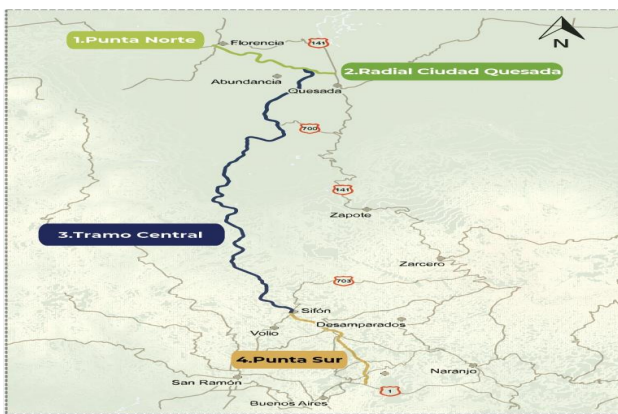 1.Punta Norte
Florencia
141
N
Abundancia
2.Radial Ciudad Quesada
Quesada
700
141
Zapote
3.Tramo Central
Zarcero
703
Sifón
Desamparados
Volio
4.Punta Sur
Naranjo
San Ramón
1
Buenos Aires